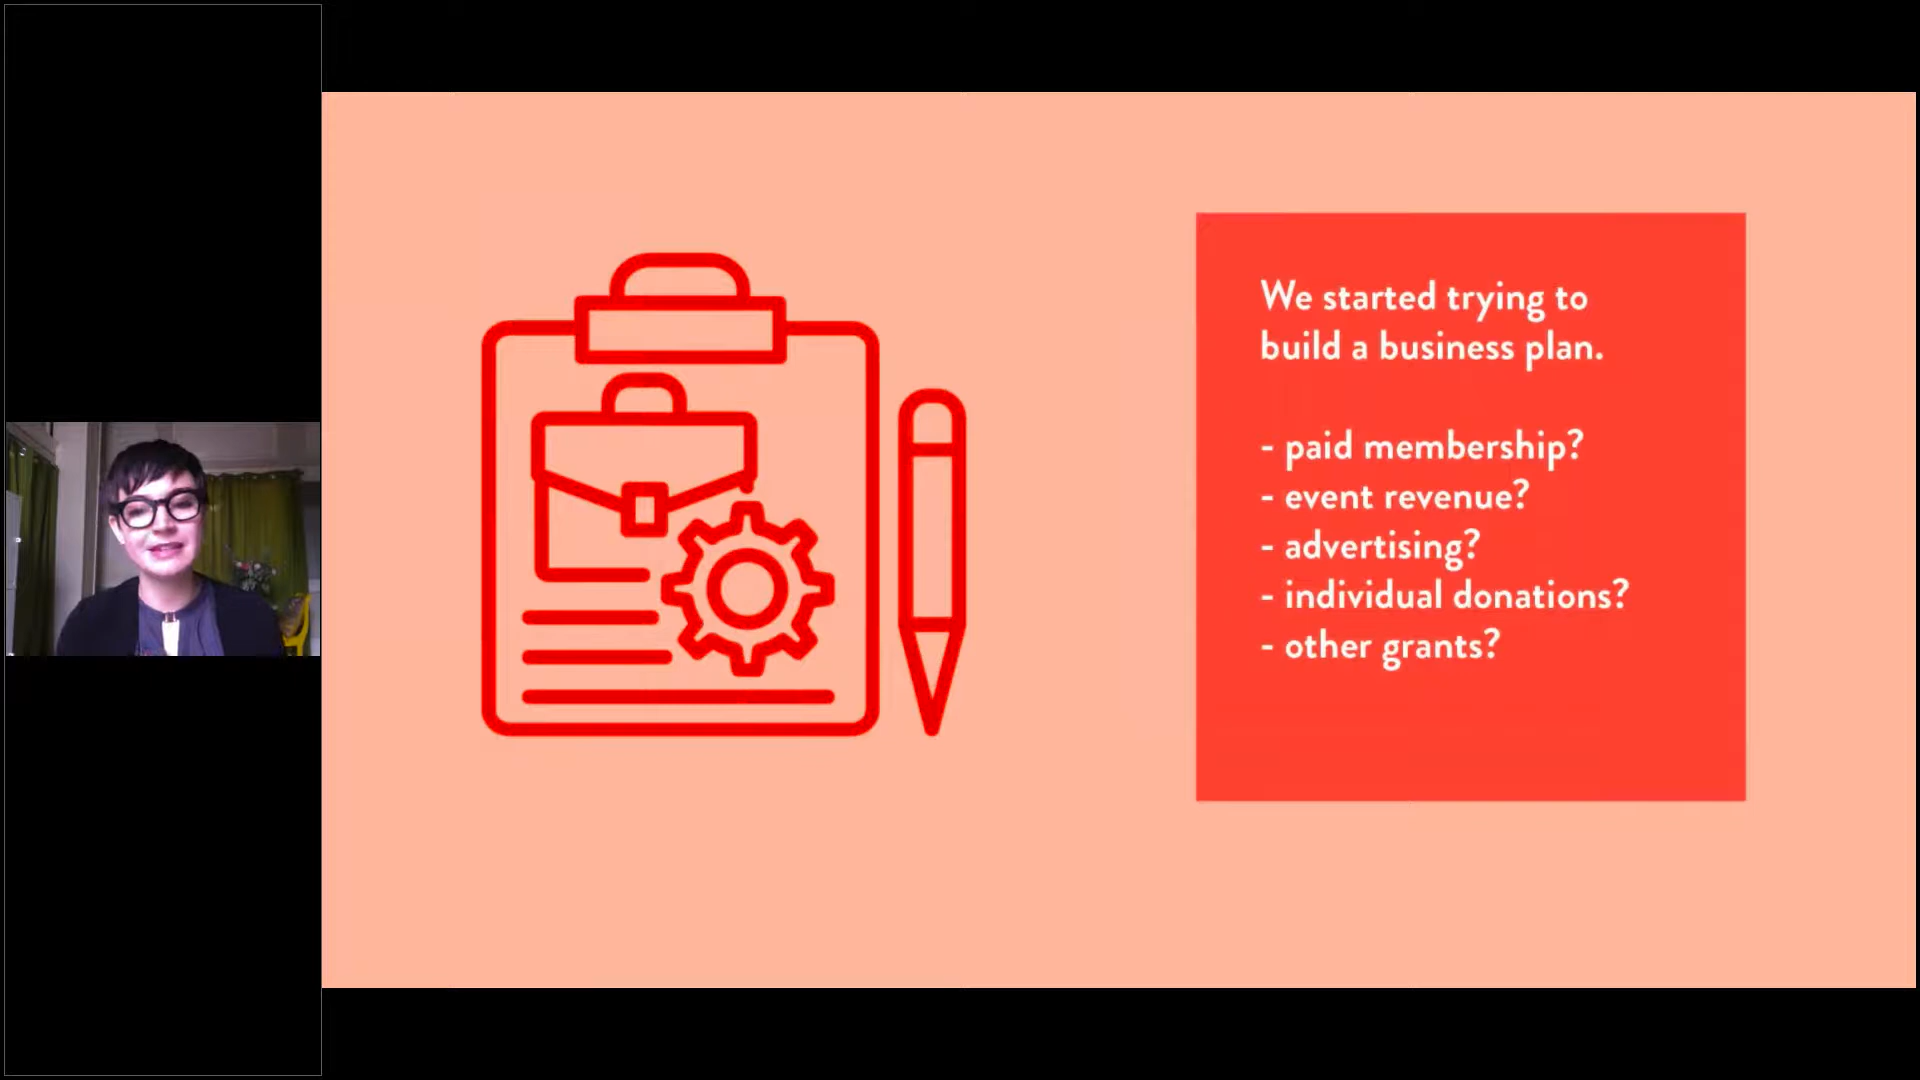 We started trying to
build a business plan.
- paid membership?
- event revenue?
- advertising?
- individual donations?
- other grants?